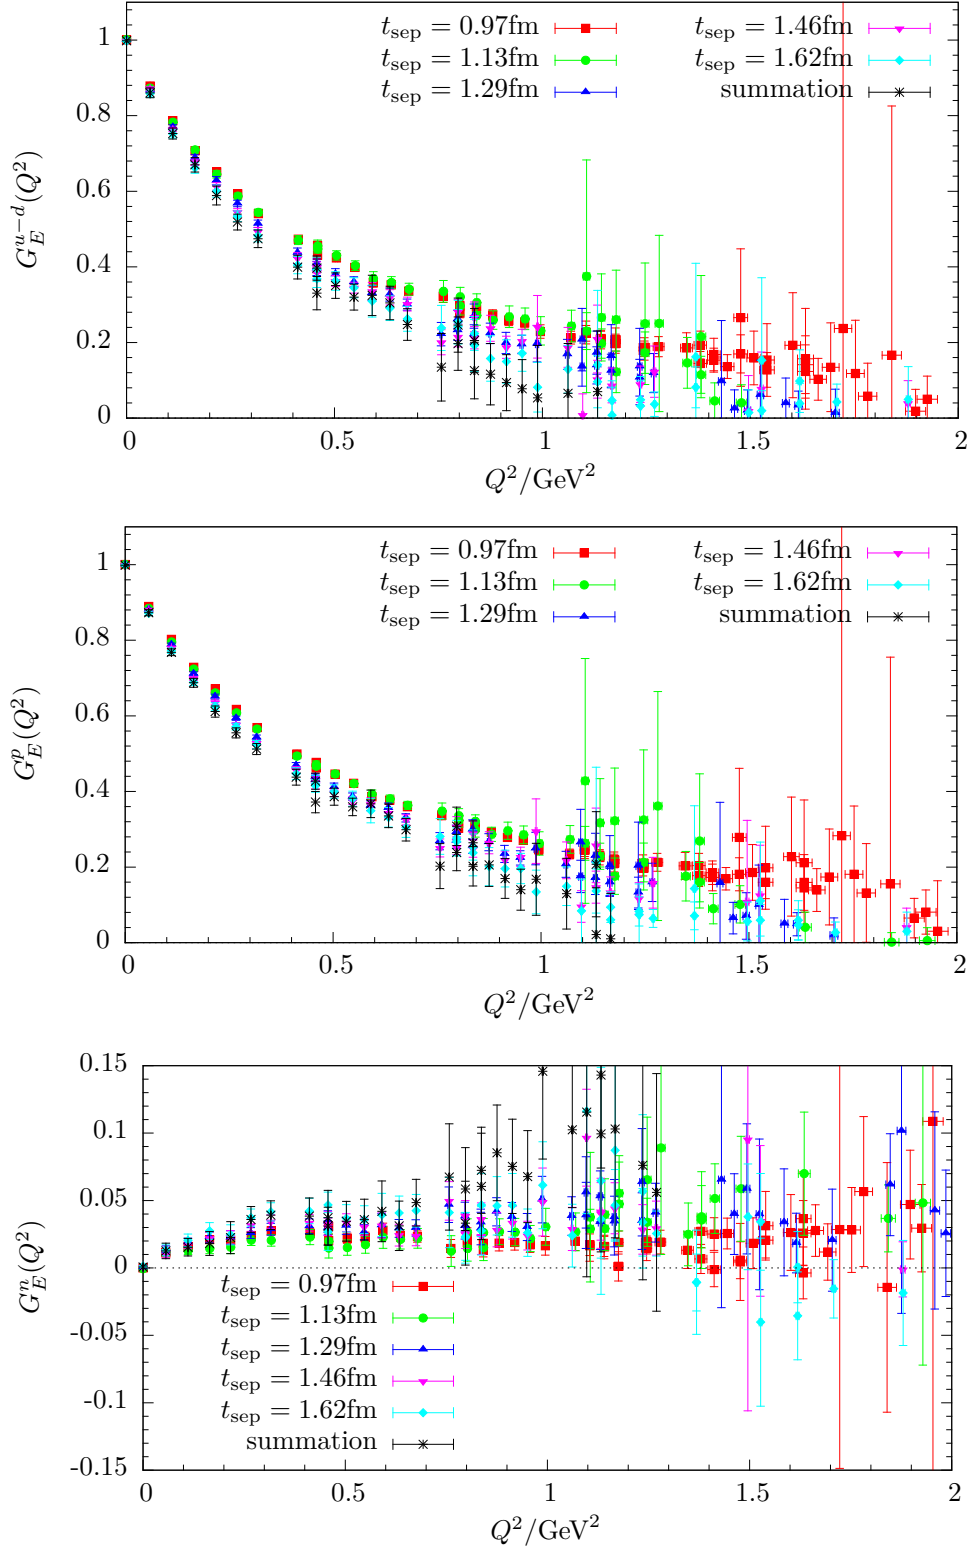 t_sep = 0.97fm t_sep = 1.46fm
t_sep = 1.13fm t_sep = 1.62fm
t_sep = 1.29fm summation
1
0.8
0.6
0.4
0.2
0
G_E^{u−d}(Q^2)
0 0.5 1 1.5 2
Q^2/GeV^2
t_sep = 0.97fm t_sep = 1.46fm
t_sep = 1.13fm t_sep = 1.62fm
t_sep = 1.29fm summation
1
0.8
0.6
0.4
0.2
0
G_E^p(Q^2)
0 0.5 1 1.5 2
Q^2/GeV^2
0.15
0.1
0.05
0
-0.05
-0.1
-0.15
G_E^n(Q^2)
t_sep = 0.97fm
t_sep = 1.13fm
t_sep = 1.29fm
t_sep = 1.46fm
t_sep = 1.62fm
summation
0 0.5 1 1.5 2
Q^2/GeV^2